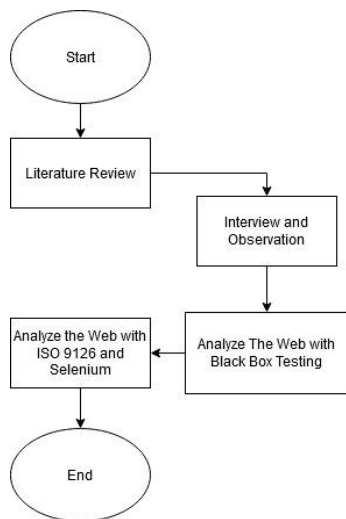 Start
Literature Review
Interview and
Observation
Analyze The Web with
Black Box Testing
Analyze the Web with
ISO 9126 and
Selenium
End